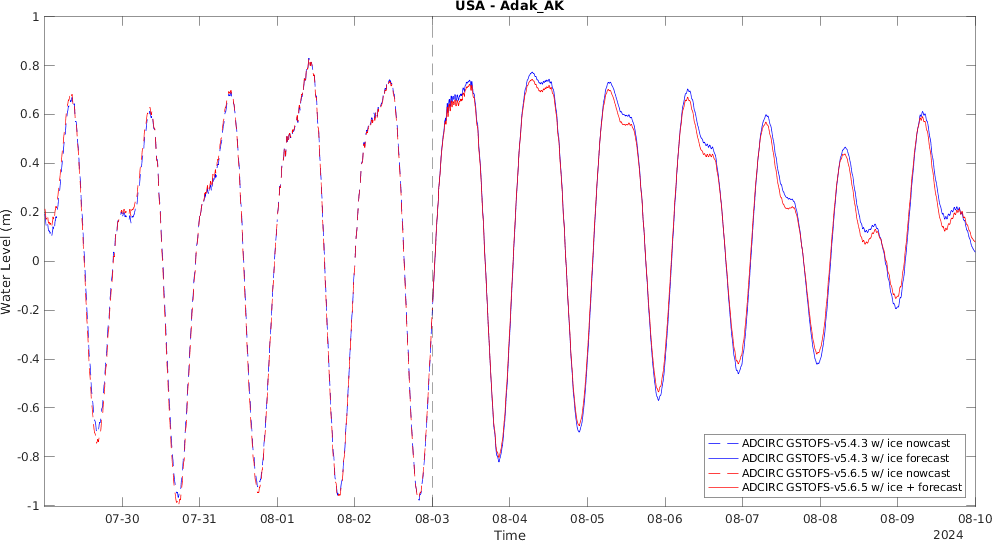 USA - Adak_AK
1
0.8
0.6
0.4
0.2
0
-0.2
-0.4
-0.6
-0.8
-1
Water Level (m)
07-30 07-31 08-01 08-02 08-03 08-04 08-05 08-06 08-07 08-08 08-09 08-10
Time
2024
ADCIRC GSTOFS-v5.4.3 w/ ice nowcast
ADCIRC GSTOFS-v5.4.3 w/ ice forecast
ADCIRC GSTOFS-v5.6.5 w/ ice nowcast
ADCIRC GSTOFS-v5.6.5 w/ ice + forecast